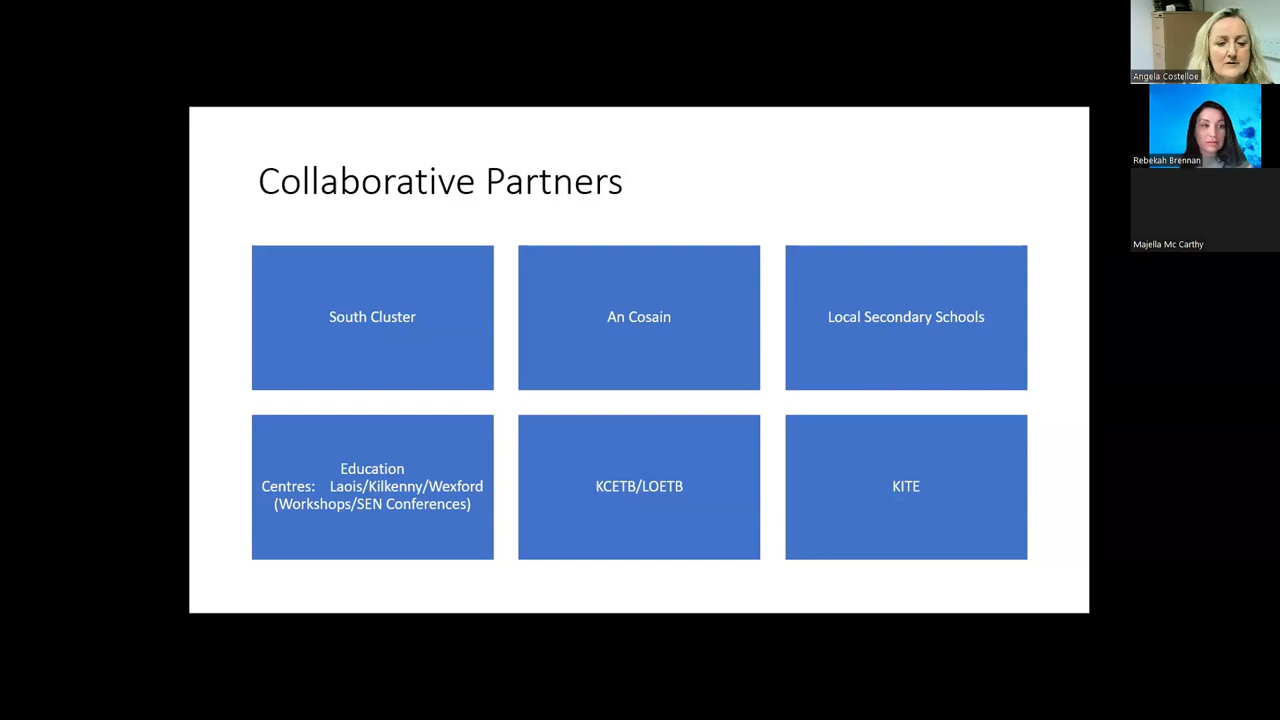 Collaborative Partners
South Cluster
An Cosain
Local Secondary Schools
Education
Centres: Laois/Kilkenny/Wexford
(Workshops/SEN Conferences)
KCETB/LOETB
KITE
Angela Costelloe
Rebekah Brennan
Majella Mc Carthy